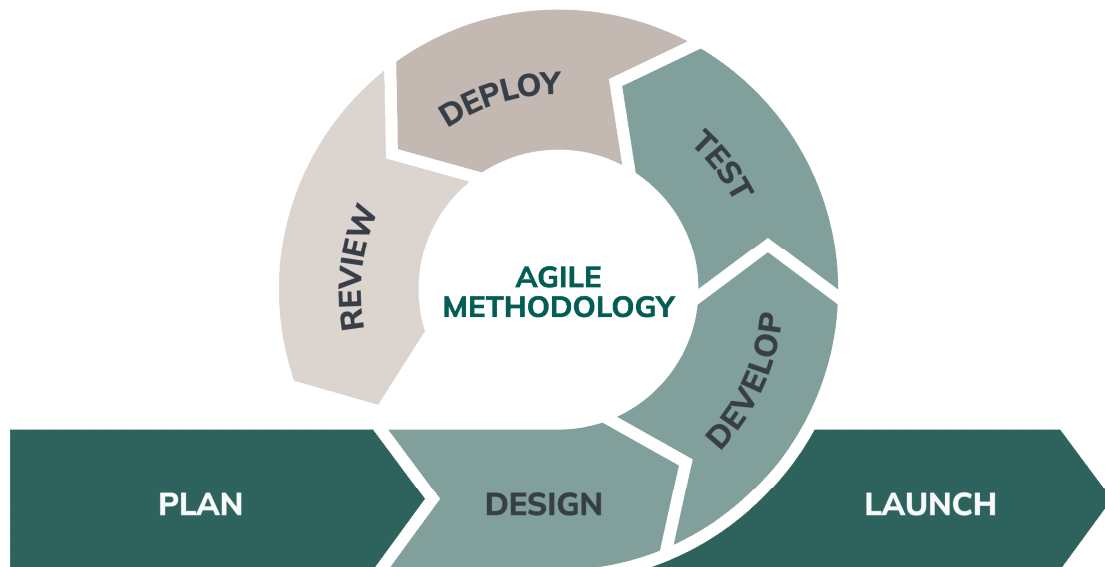 DEPLOY
TEST
REVIEW
AGILE
METHODOLOGY
DEVELOP
PLAN
DESIGN
LAUNCH